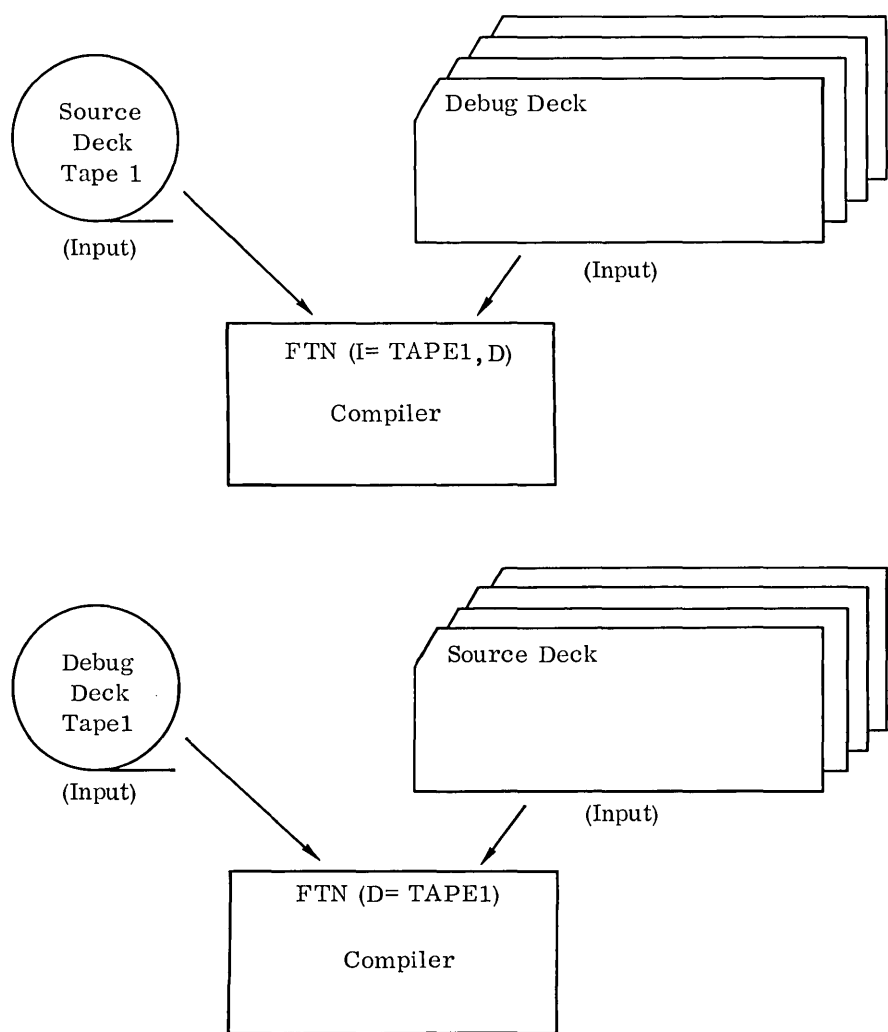 Source
Deck
Tape 1
(Input)
Debug Deck
(Input)
FTN (I= TAPE1, D)
Compiler
Debug
Deck
Tape1
(Input)
Source Deck
(Input)
FTN (D= TAPE1)
Compiler